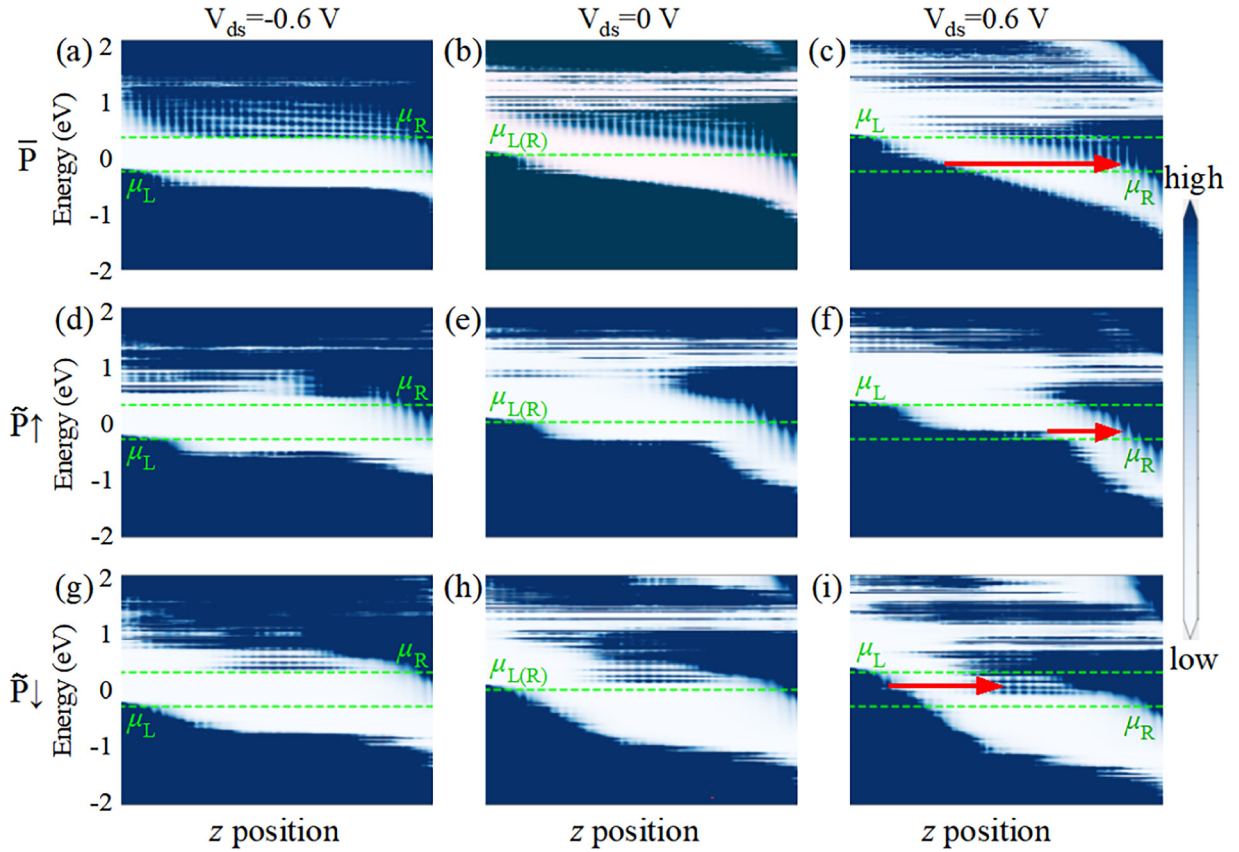 V_ds=-0.6 V V_ds=0 V V_ds=0.6 V
(a) (b) (c)
2
1
0
-1
-2
Energy (eV)
P̄
μ_R
μ_L
μ_L(R)
μ_L
μ_R
high
(d) (e) (f)
2
1
0
-1
-2
Energy (eV)
P̃↑
μ_R
μ_L
μ_L(R)
μ_L
μ_R
(g) (h) (i)
2
1
0
-1
-2
Energy (eV)
P̃↓
μ_R
μ_L
μ_L(R)
μ_L
μ_R
low
z position z position z position